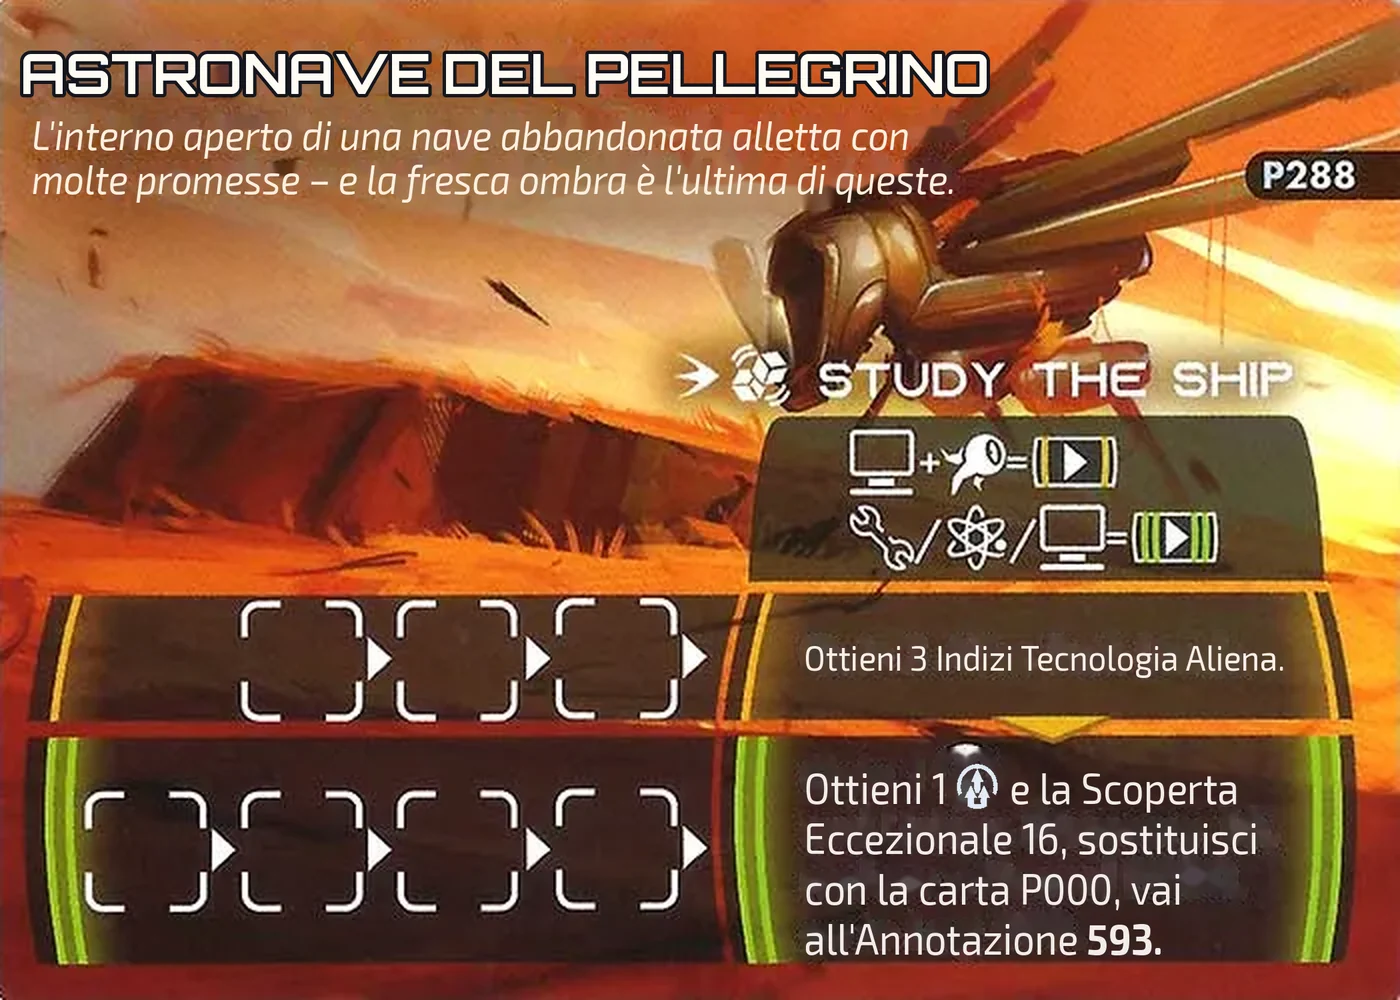 ASTRONAVE DEL PELLEGRINO
L'interno aperto di una nave abbandonata alletta con
molte promesse – e la fresca ombra è l'ultima di queste.
P288
STUDY THE SHIP
+ =
/ / =
Ottieni 3 Indizi Tecnologia Aliena.
Ottieni 1 e la Scoperta
Eccezionale 16, sostituisci
con la carta P000, vai
all'Annotazione 593.